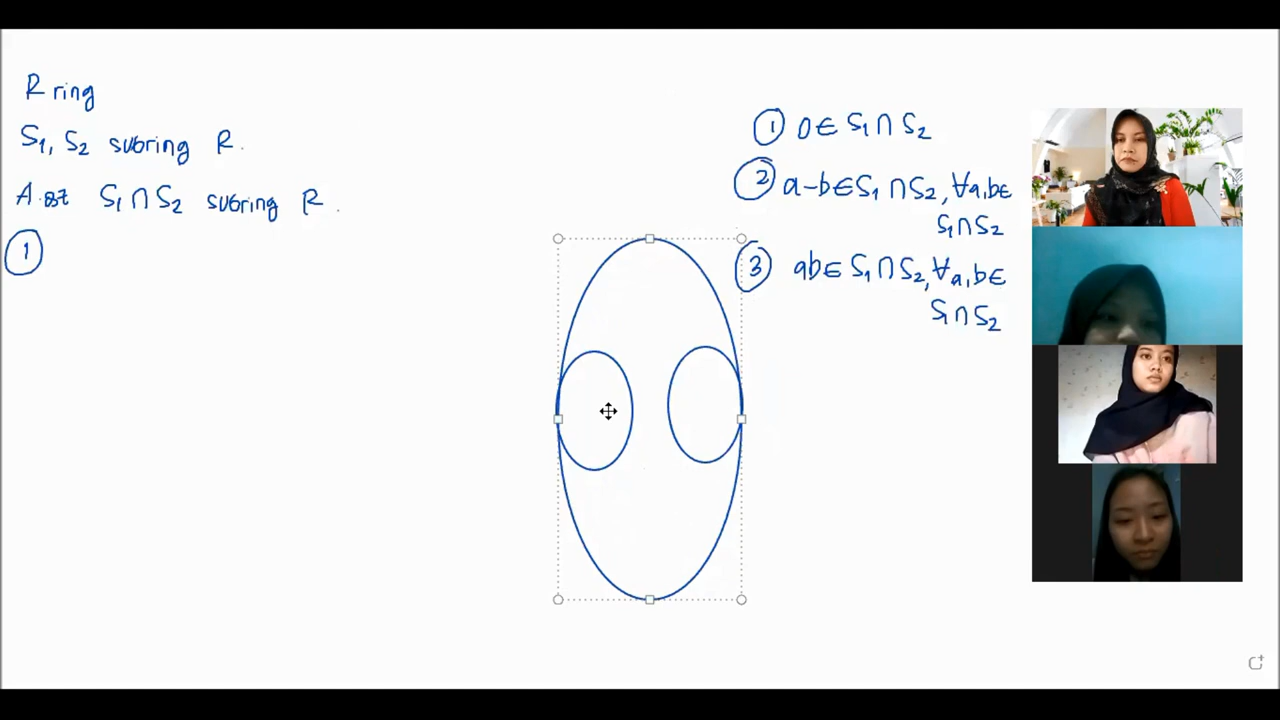 R ring
S₁, S₂ subring R.
A.dt S₁ ∩ S₂ subring R.
①
① 0 ∈ S₁ ∩ S₂
② a-b ∈ S₁ ∩ S₂, ∀a,b ∈
S₁ ∩ S₂
③ ab ∈ S₁ ∩ S₂, ∀a,b ∈
S₁ ∩ S₂